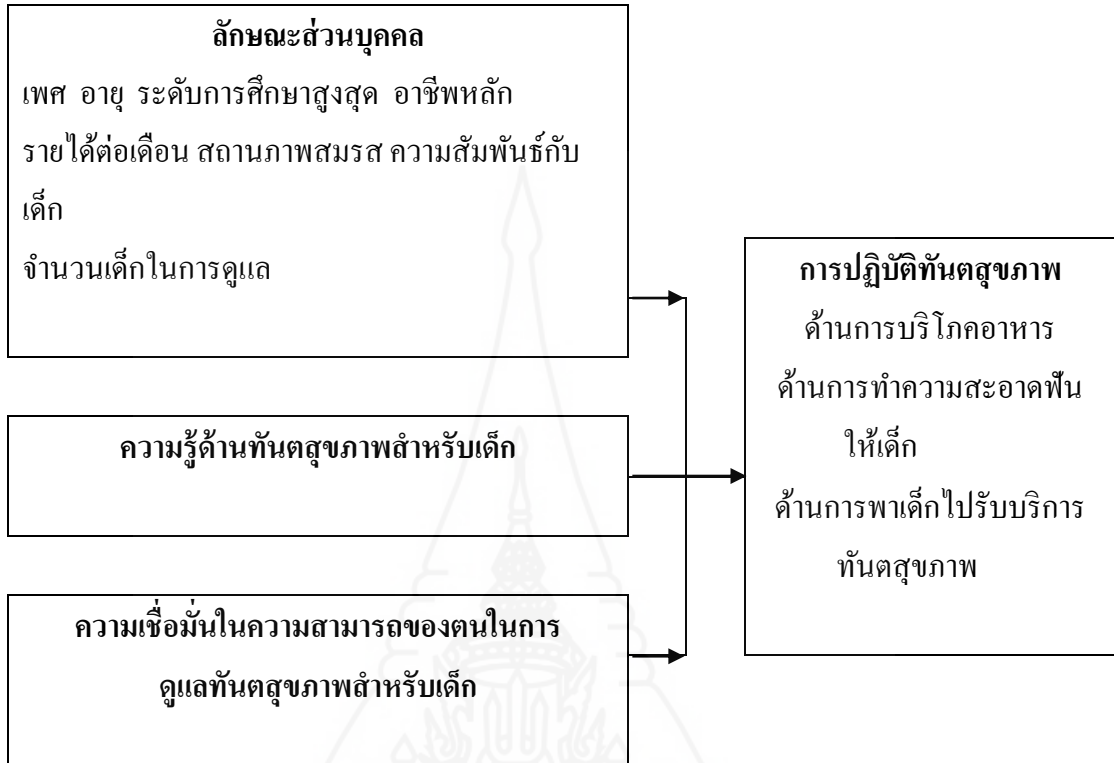 ลักษณะส่วนบุคคล
เพศ อายุ ระดับการศึกษาสูงสุด อาชีพหลัก
รายได้ต่อเดือน สถานภาพสมรส ความสัมพันธ์กับ
เด็ก
จำนวนเด็กในการดูแล
ความรู้ด้านทันตสุขภาพสำหรับเด็ก
ความเชื่อมั่นในความสามารถของตนในการ
ดูแลทันตสุขภาพสำหรับเด็ก
การปฏิบัติทันตสุขภาพ
ด้านการบริโภคอาหาร
ด้านการทำความสะอาดฟัน
ให้เด็ก
ด้านการพาเด็กไปรับบริการ
ทันตสุขภาพ